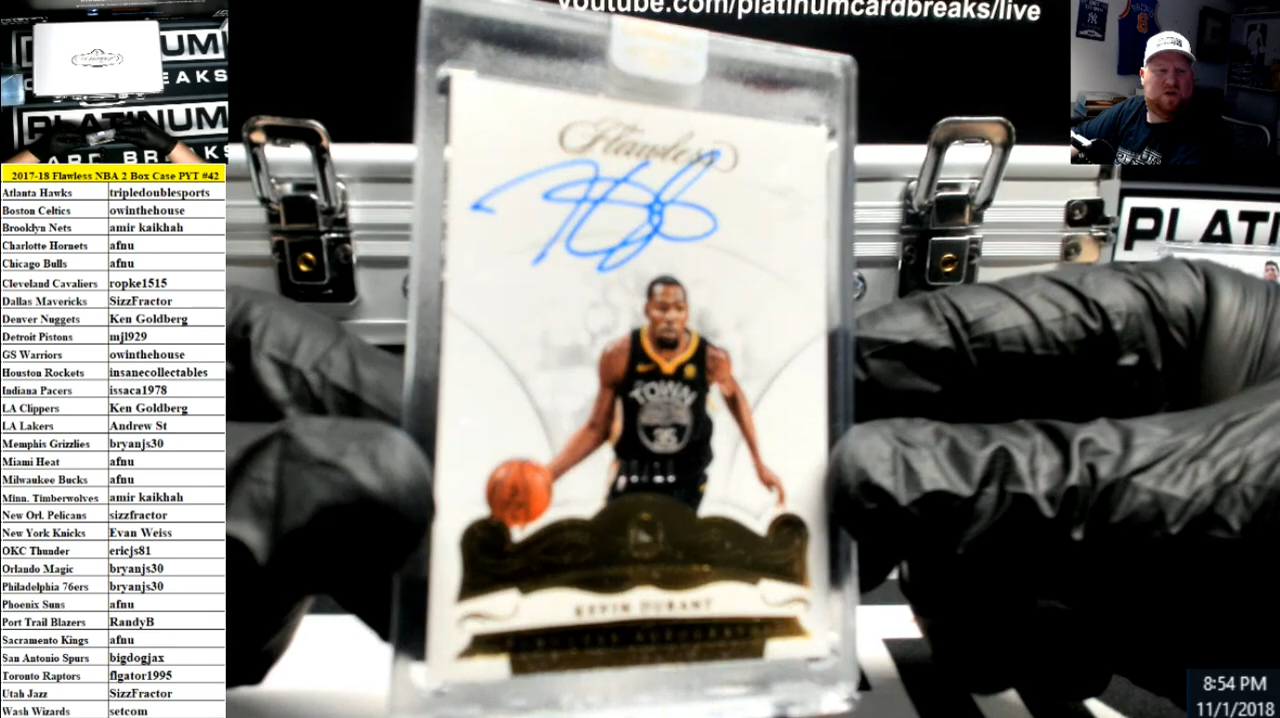 youtube.com/platinumcardbreaks/live
PLATINUM
2017-18 Flawless NBA 2 Box Case PYT #42
Atlanta Hawks tripledoublesports
Boston Celtics owinthehouse
Brooklyn Nets amir kaikhah
Charlotte Hornets afnu
Chicago Bulls afnu
Cleveland Cavaliers ropke1515
Dallas Mavericks SizzFractor
Denver Nuggets Ken Goldberg
Detroit Pistons mjl929
GS Warriors owinthehouse
Houston Rockets insanecollectables
Indiana Pacers issaca1978
LA Clippers Ken Goldberg
LA Lakers Andrew St
Memphis Grizzlies bryanjs30
Miami Heat afnu
Milwaukee Bucks afnu
Minn. Timberwolves amir kaikhah
New Orl. Pelicans sizzfractor
New York Knicks Evan Weiss
OKC Thunder ericjs81
Orlando Magic bryanjs30
Philadelphia 76ers bryanjs30
Phoenix Suns afnu
Port Trail Blazers RandyB
Sacramento Kings afnu
San Antonio Spurs bigdogjax
Toronto Raptors flgator1995
Utah Jazz SizzFractor
Wash Wizards setcom
Flawless
THE TOWN
35
KEVIN DURANT
PLATI
8:54 PM
11/1/2018